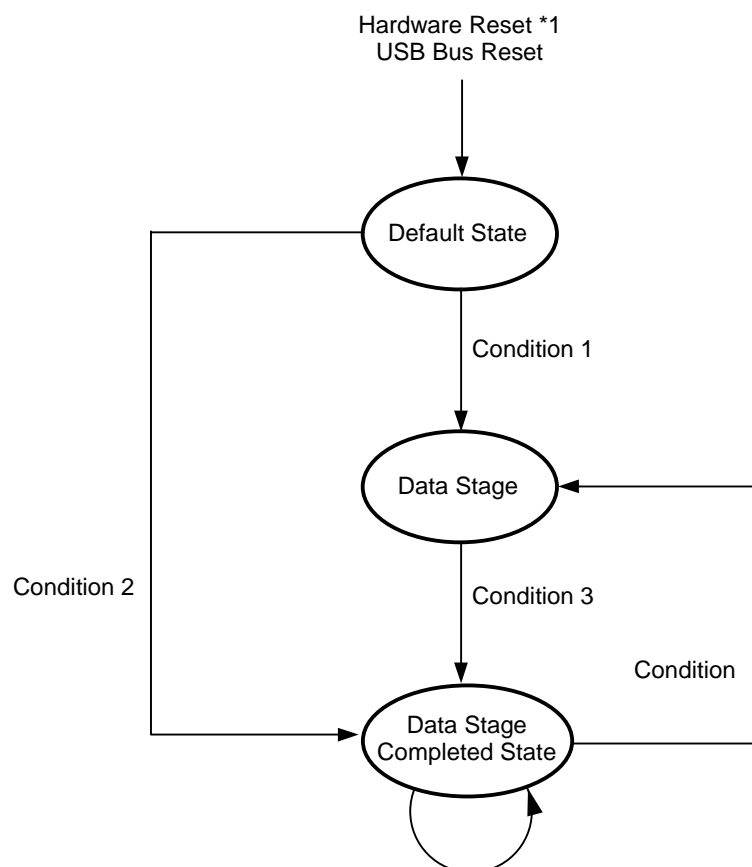 Hardware Reset *1
USB Bus Reset
Default State
Condition 1
Data Stage
Condition 2
Condition 3
Condition
Data Stage
Completed State